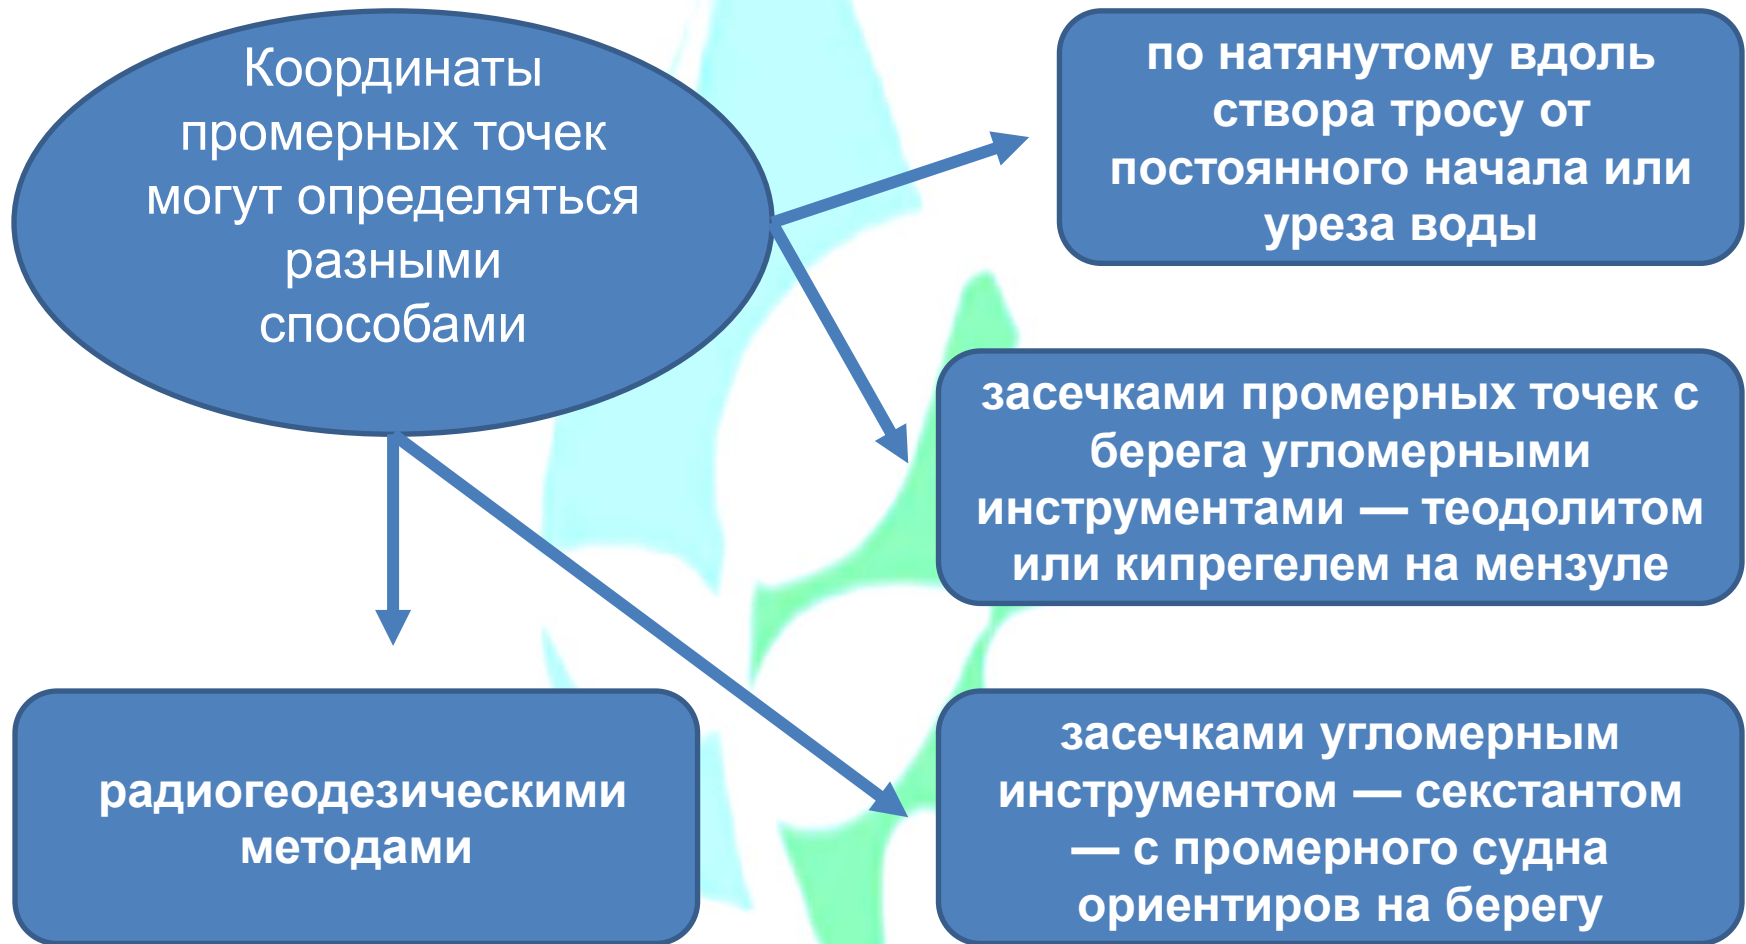 Координаты
промерных точек
могут определяться
разными
способами
по натянутому вдоль
створа тросу от
постоянного начала или
уреза воды
засечками промерных точек с
берега угломерными
инструментами — теодолитом
или кипрегелем на мензуле
радиогеодезическими
методами
засечками угломерным
инструментом — секстантом
— с промерного судна
ориентиров на берегу